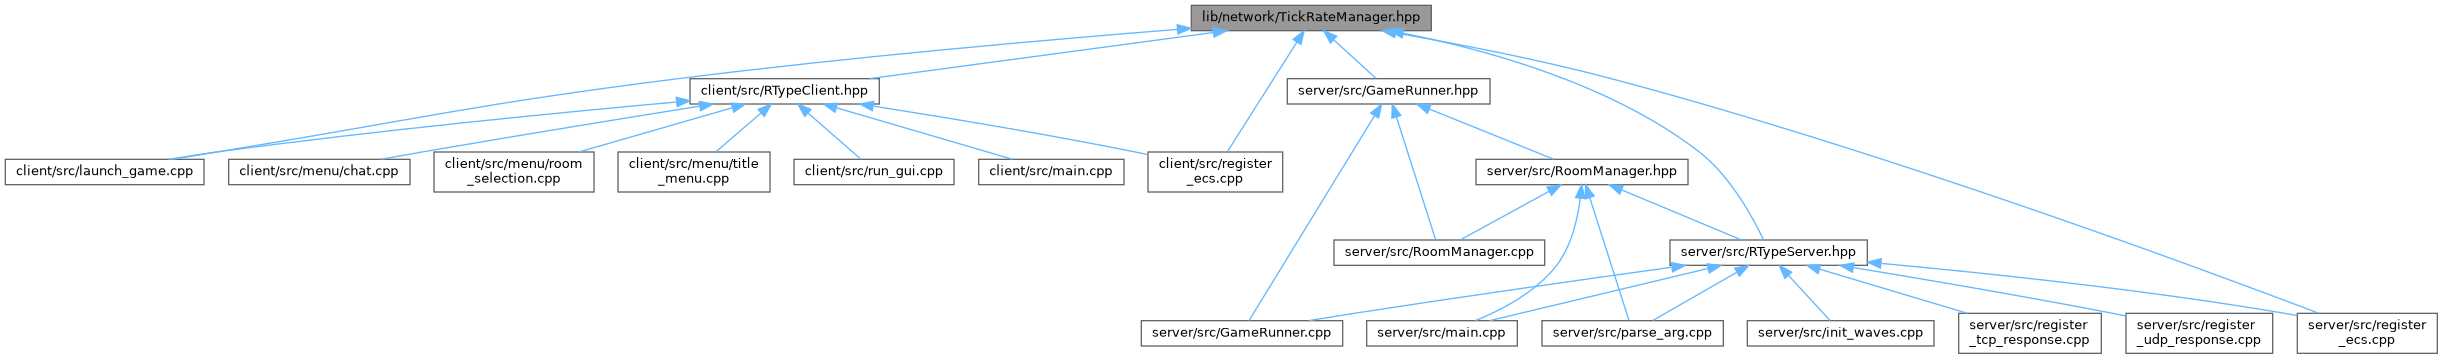 lib/network/TickRateManager.hpp
client/src/RTypeClient.hpp
server/src/GameRunner.hpp
client/src/launch_game.cpp
client/src/menu/chat.cpp
client/src/menu/room
_selection.cpp
client/src/menu/title
_menu.cpp
client/src/run_gui.cpp
client/src/main.cpp
client/src/register
_ecs.cpp
server/src/RoomManager.hpp
server/src/RoomManager.cpp
server/src/RTypeServer.hpp
server/src/GameRunner.cpp
server/src/main.cpp
server/src/parse_arg.cpp
server/src/init_waves.cpp
server/src/register
_tcp_response.cpp
server/src/register
_udp_response.cpp
server/src/register
_ecs.cpp